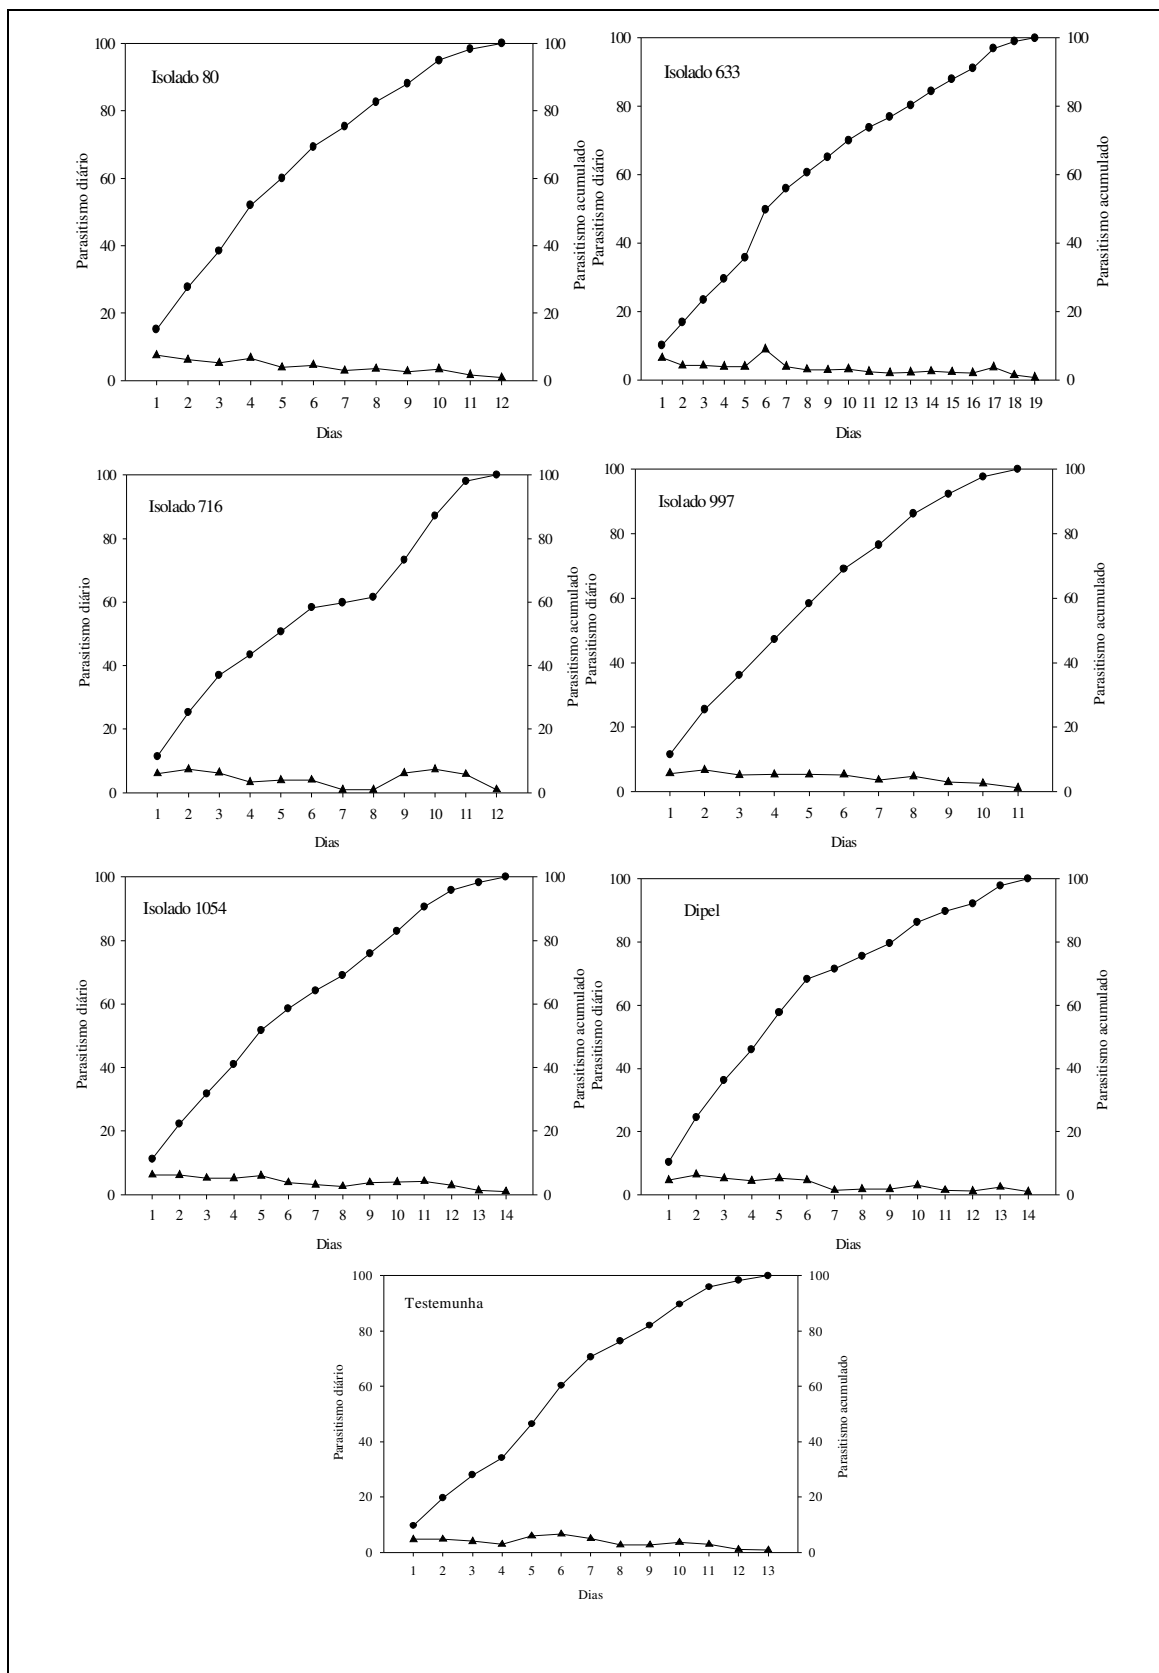 Isolado 80
Parasitismo diário
100
80
60
40
20
0
100
80
60
40
20
0
Parasitismo acumulado
1 2 3 4 5 6 7 8 9 10 11 12
Dias
Isolado 633
Parasitismo diário
100
80
60
40
20
0
100
80
60
40
20
0
Parasitismo acumulado
1 2 3 4 5 6 7 8 9 10 11 12 13 14 15 16 17 18 19
Dias
Isolado 716
Parasitismo diário
100
80
60
40
20
0
100
80
60
40
20
0
Parasitismo acumulado
1 2 3 4 5 6 7 8 9 10 11 12
Dias
Isolado 997
Parasitismo diário
100
80
60
40
20
0
100
80
60
40
20
0
Parasitismo acumulado
1 2 3 4 5 6 7 8 9 10 11
Dias
Isolado 1054
Parasitismo diário
100
80
60
40
20
0
100
80
60
40
20
0
Parasitismo acumulado
1 2 3 4 5 6 7 8 9 10 11 12 13 14
Dias
Dipel
Parasitismo diário
100
80
60
40
20
0
100
80
60
40
20
0
Parasitismo acumulado
1 2 3 4 5 6 7 8 9 10 11 12 13 14
Dias
Testemunha
Parasitismo diário
100
80
60
40
20
0
100
80
60
40
20
0
Parasitismo acumulado
1 2 3 4 5 6 7 8 9 10 11 12 13
Dias